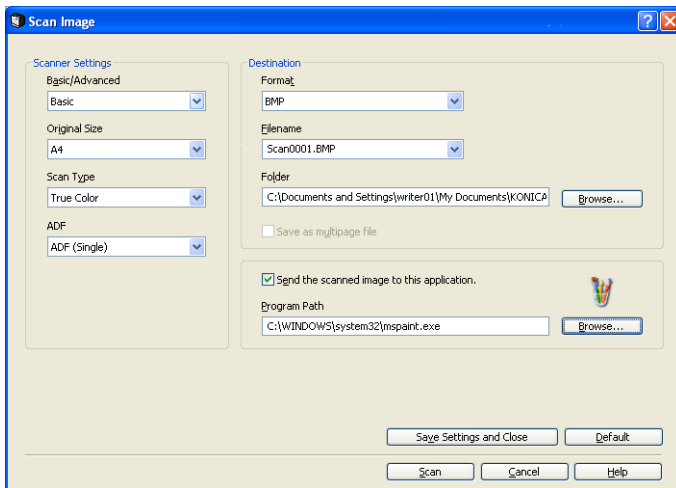 Scan Image
Scanner Settings
Basic/Advanced
Basic
Original Size
A4
Scan Type
True Color
ADF
ADF (Single)
Destination
Format
BMP
Filename
Scan0001.BMP
Folder
C:\Documents and Settings\writer01\My Documents\KONICA
Browse...
Save as multipage file
Send the scanned image to this application.
Program Path
C:\WINDOWS\system32\mspaint.exe
Browse...
Save Settings and Close
Default
Scan
Cancel
Help